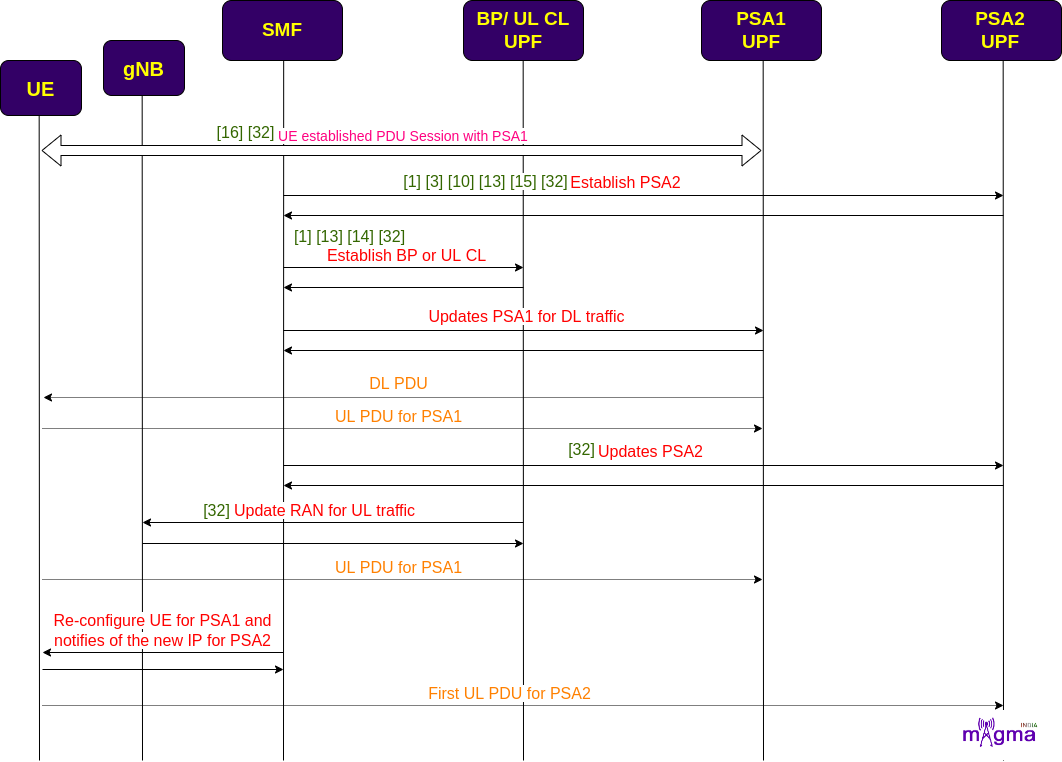 SMF
BP/ UL CL
UPF
PSA1
UPF
PSA2
UPF
gNB
UE
[16] [32] UE established PDU Session with PSA1
[1] [3] [10] [13] [15] [32] Establish PSA2
[1] [13] [14] [32]
Establish BP or UL CL
Updates PSA1 for DL traffic
DL PDU
UL PDU for PSA1
[32] Updates PSA2
[32] Update RAN for UL traffic
UL PDU for PSA1
Re-configure UE for PSA1 and
notifies of the new IP for PSA2
First UL PDU for PSA2
INDIA
magma